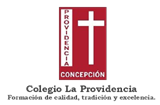 PROVIDENCIA
CONCEPCIÓN
Colegio La Providencia
Formación de calidad, tradición y excelencia.